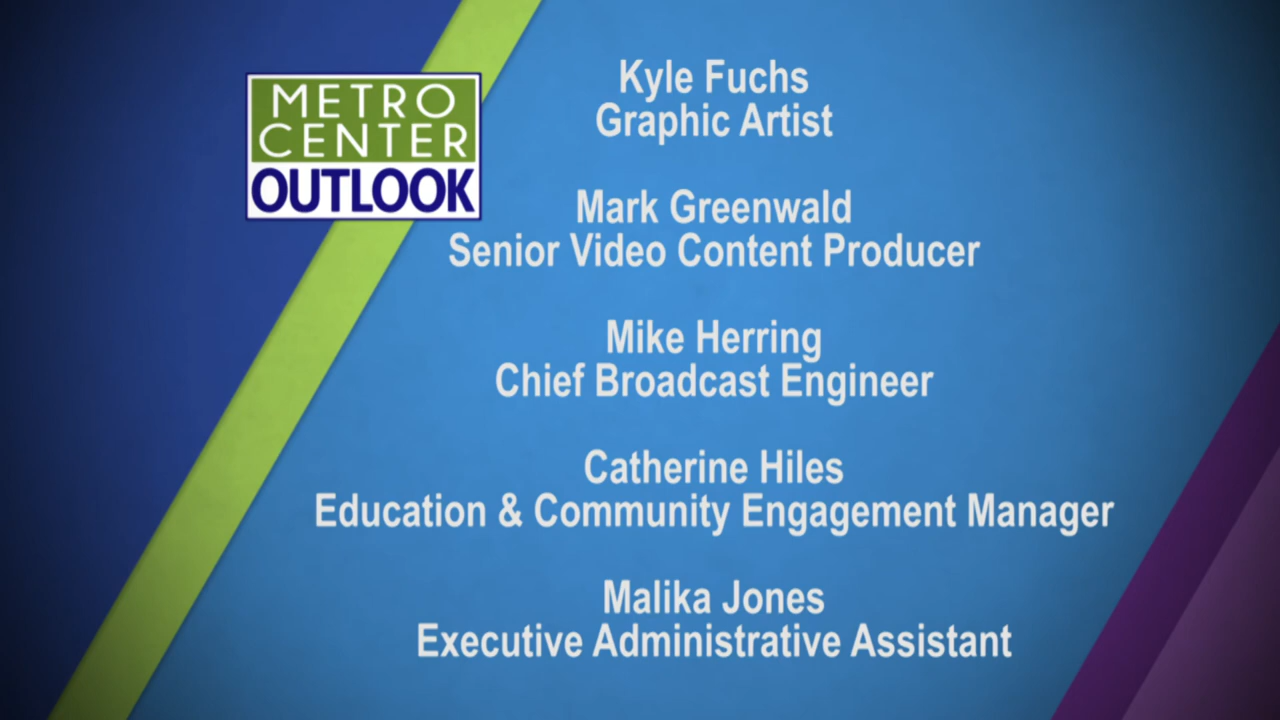 METRO
CENTER
OUTLOOK
Kyle Fuchs
Graphic Artist
Mark Greenwald
Senior Video Content Producer
Mike Herring
Chief Broadcast Engineer
Catherine Hiles
Education & Community Engagement Manager
Malika Jones
Executive Administrative Assistant